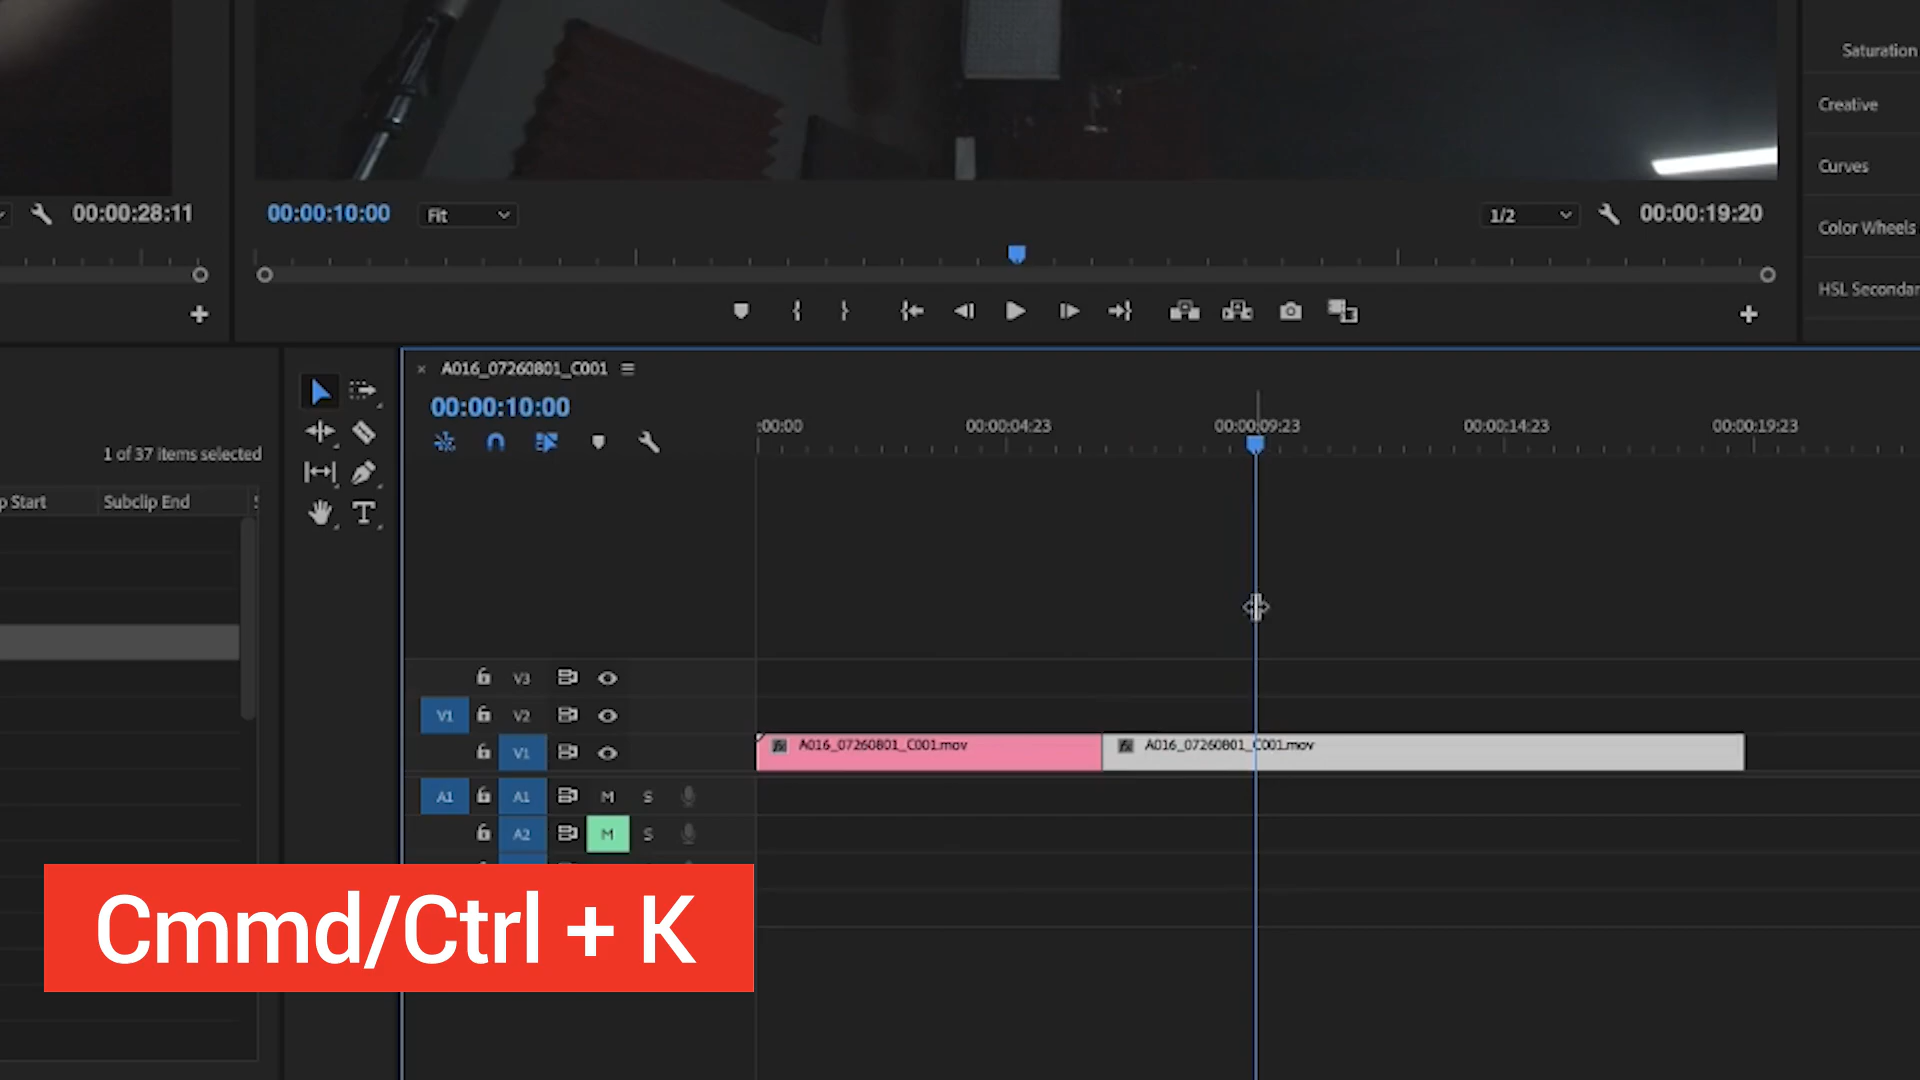 Saturation
Creative
Curves
Color Wheels
HSL Secondar
00:00:28:11
00:00:10:00
Fit
1/2
00:00:19:20
A016_07260801_C001
00:00:10:00
:00:00
00:00:04:23
00:00:09:23
00:00:14:23
00:00:19:23
1 of 37 items selected
p Start
Subclip End
V3
V1
V2
V1
A016_07260801_C001.mov
A016_07260801_C001.mov
A1
A1
M
S
A2
M
S
Cmmd/Ctrl + K